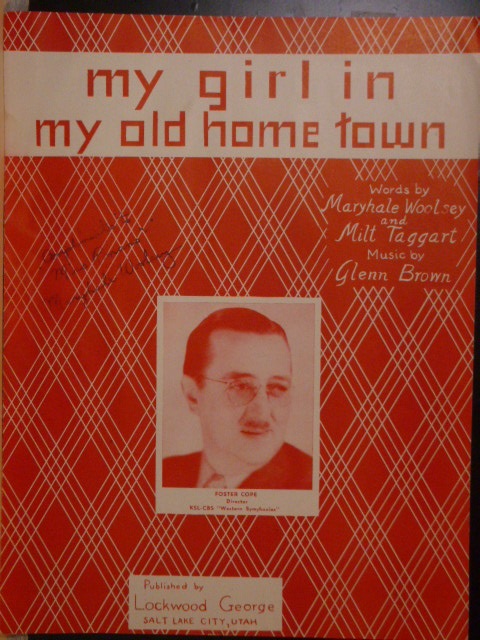 my girl in
my old home town
Words by
Maryhale Woolsey
and
Milt Taggart
Music by
Glenn Brown
FOSTER COPE
Director
KSL-CBS "Western Symphonies"
Published by
Lockwood George
SALT LAKE CITY, UTAH